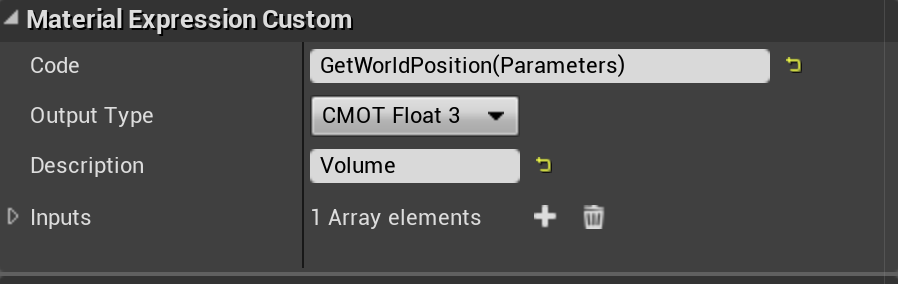 Material Expression Custom
Code GetWorldPosition(Parameters)
Output Type CMOT Float 3
Description Volume
Inputs 1 Array elements